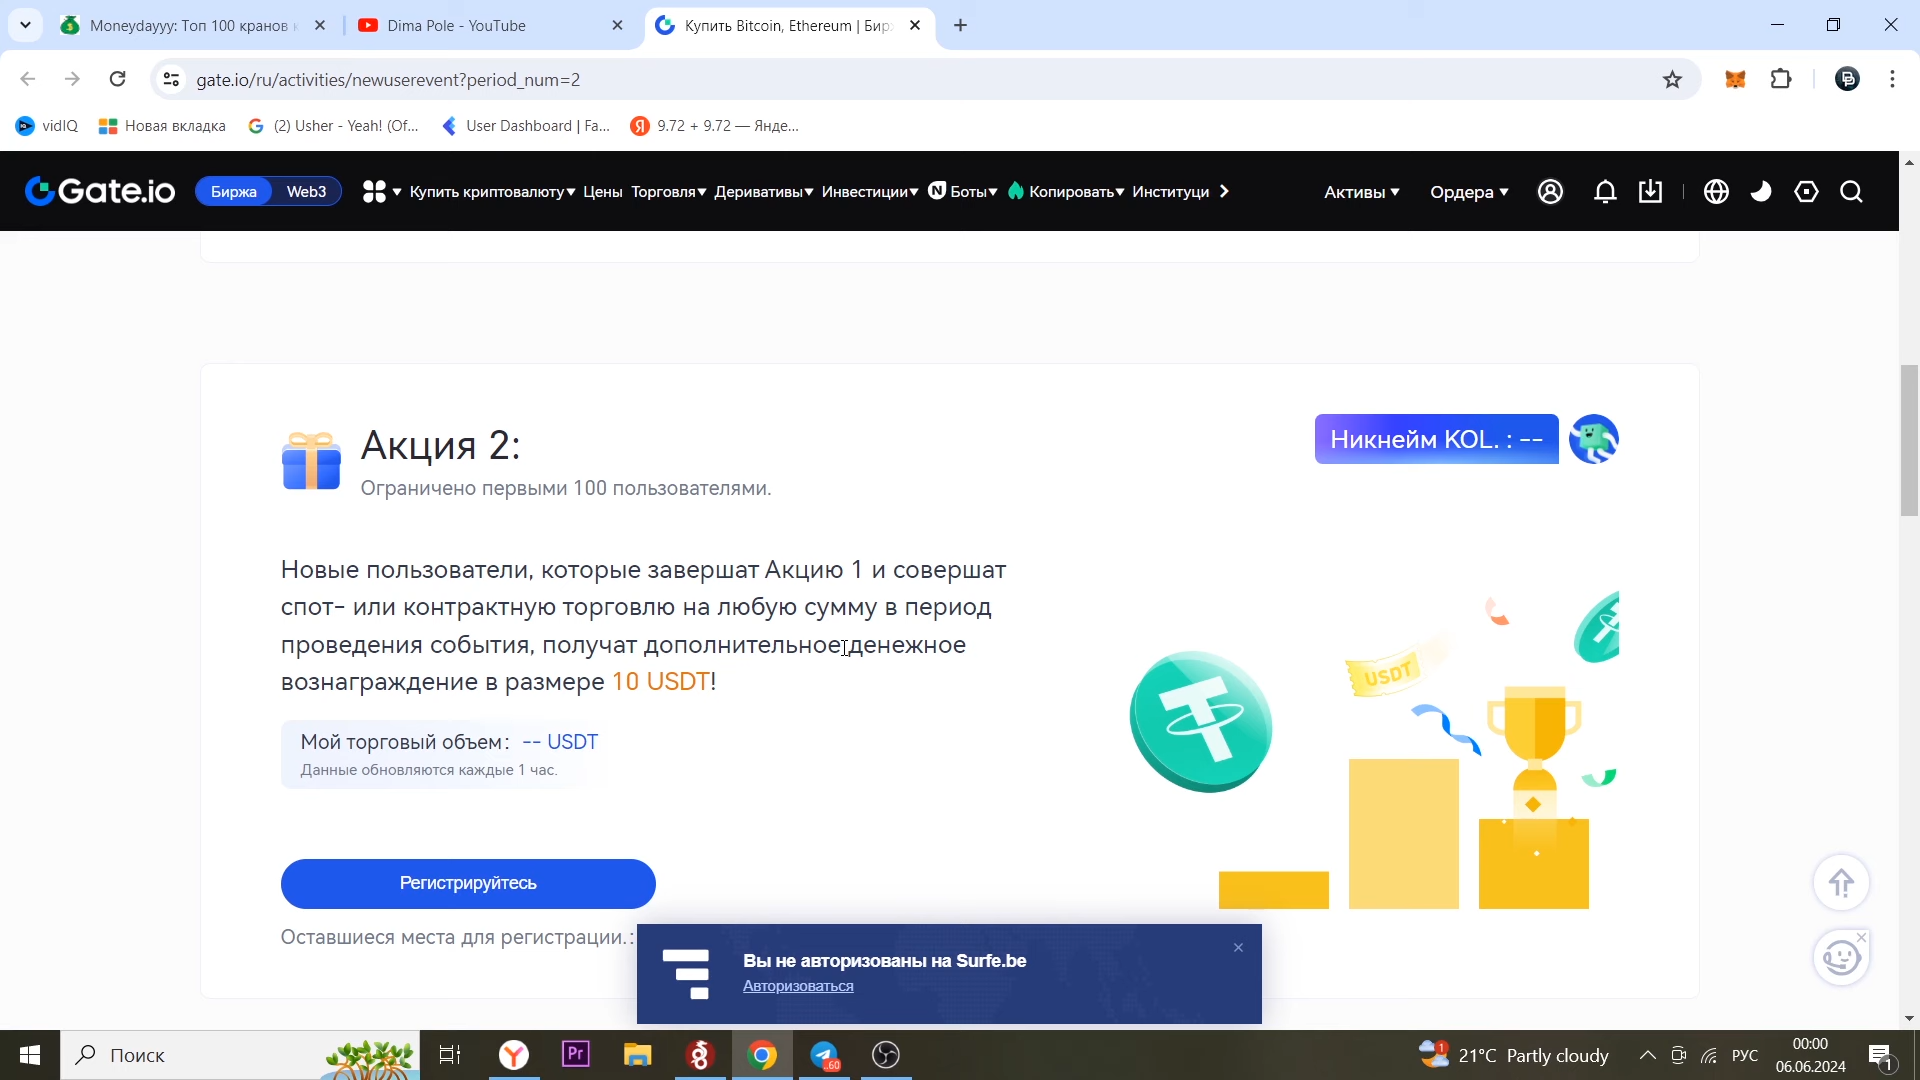 Moneydayyy: Топ 100 кранов
Dima Pole - YouTube
Купить Bitcoin, Ethereum | Бир
gate.io/ru/activities/newuserevent?period_num=2
vidIQ
Новая вкладка
(2) Usher - Yeah! (Of...
User Dashboard | Fa...
9.72 + 9.72 — Янде...
Gate.io
Биржа
Web3
Купить криптовалюту
Цены
Торговля
Деривативы
Инвестиции
Боты
Копировать
Институци
Активы
Ордера
Акция 2:
Ограничено первыми 100 пользователями.
Никнейм KOL. : --
Новые пользователи, которые завершат Акцию 1 и совершат
спот- или контрактную торговлю на любую сумму в период
проведения события, получат дополнительное денежное
вознаграждение в размере 10 USDT!
Мой торговый объем: -- USDT
Данные обновляются каждые 1 час.
USDT
Регистрируйтесь
Оставшиеся места для регистрации.:
Вы не авторизованы на Surfe.be
Авторизоваться
Поиск
Pr
60
1
21°C Partly cloudy
РУС
00:00
06.06.2024
1